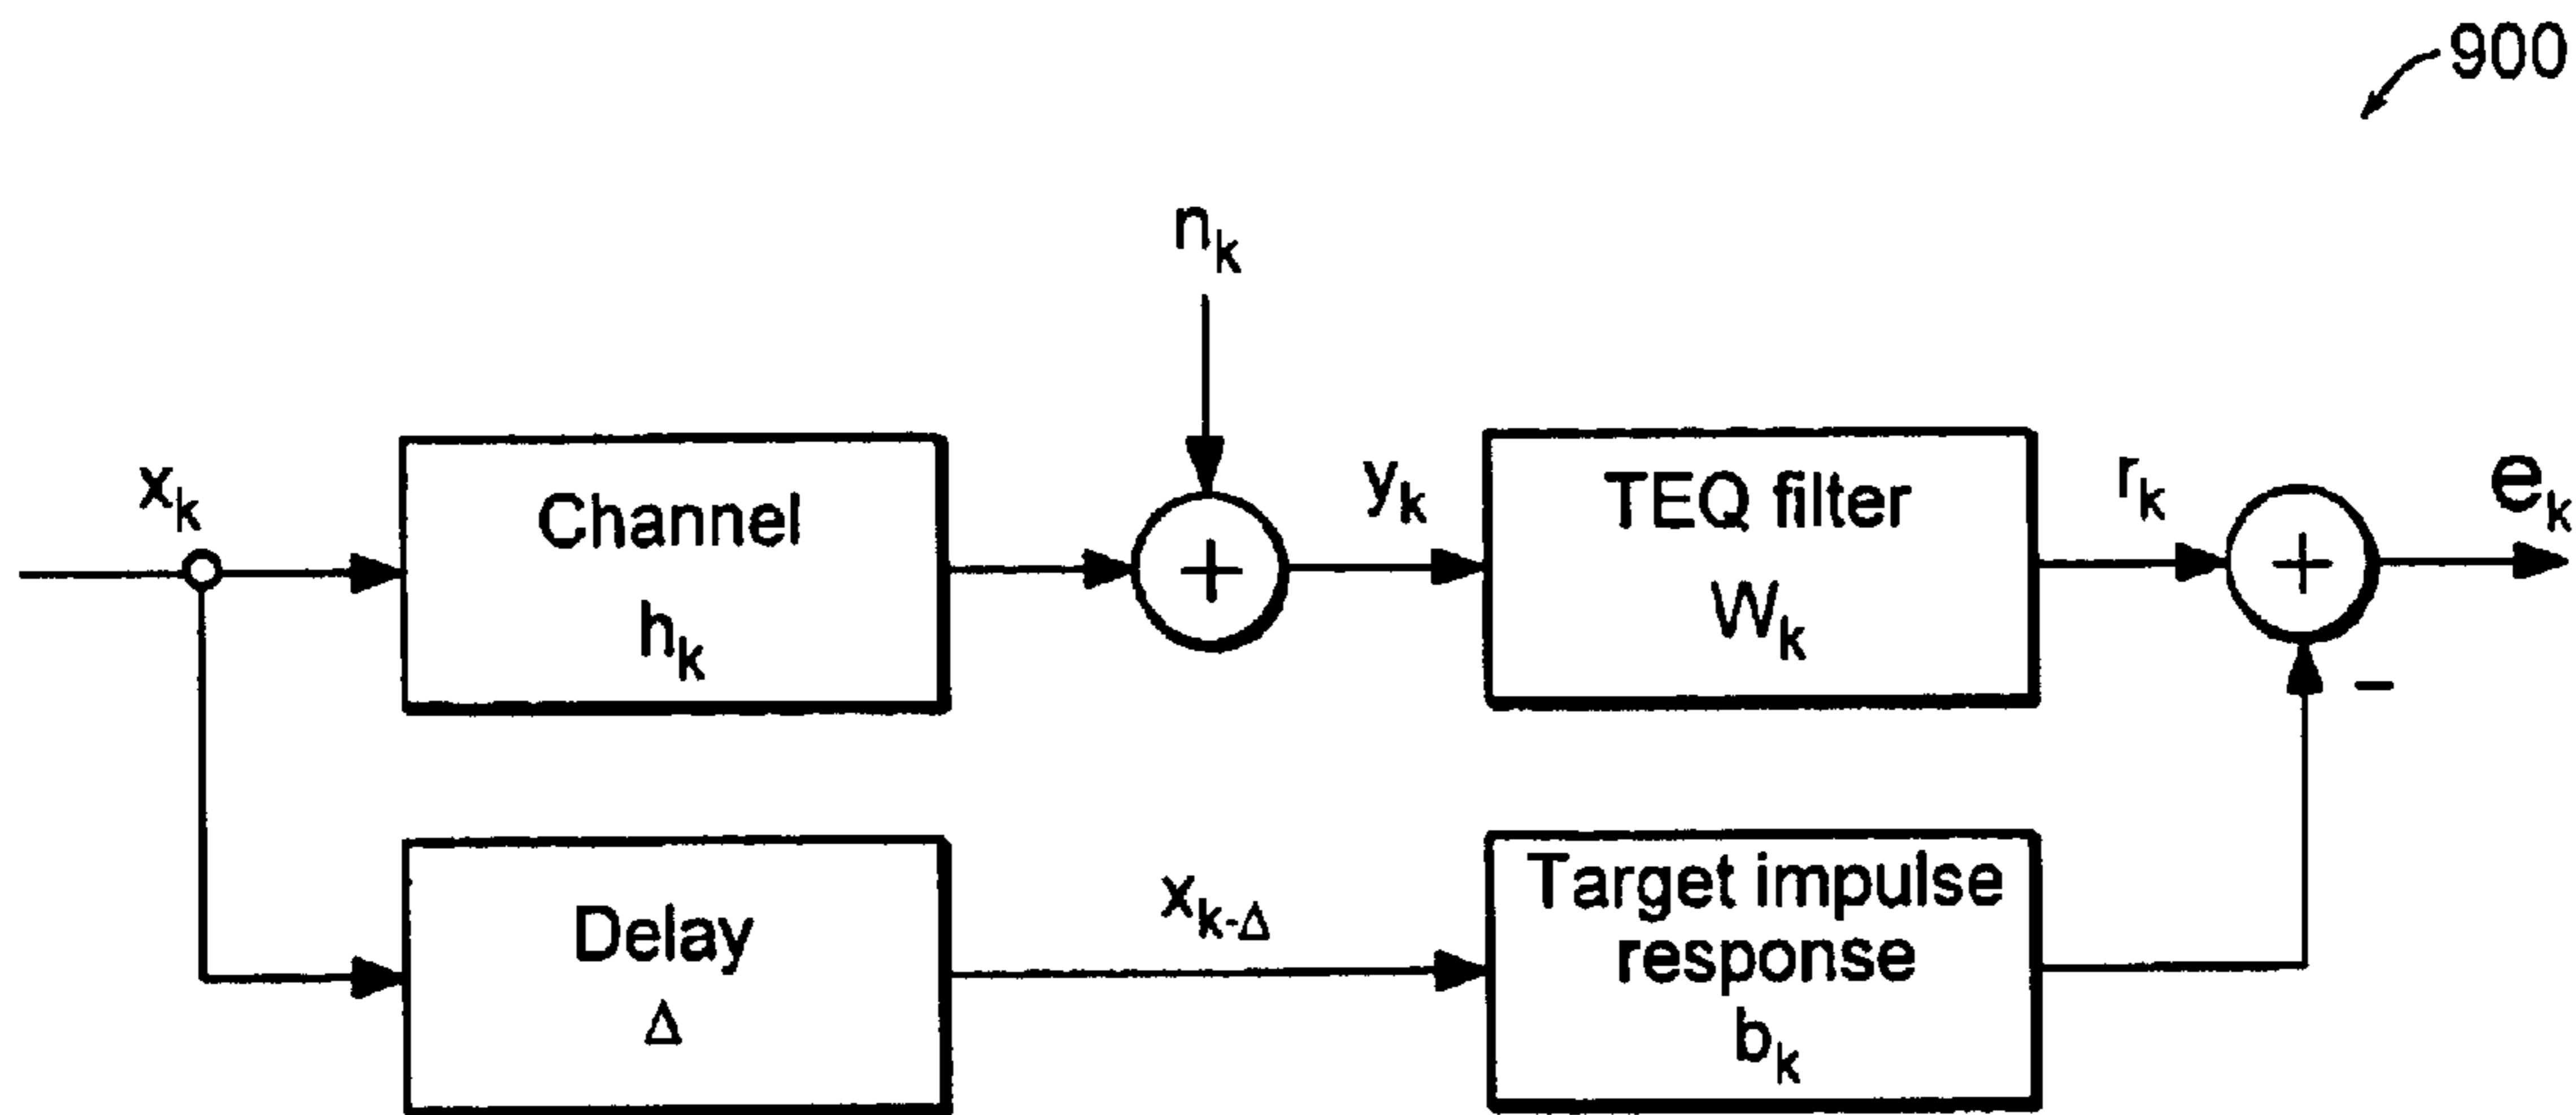 900
n_k
x_k
Channel
h_k
+
y_k
TEQ filter
W_k
r_k
+
e_k
-
Delay
Δ
x_k-Δ
Target impulse
response
b_k